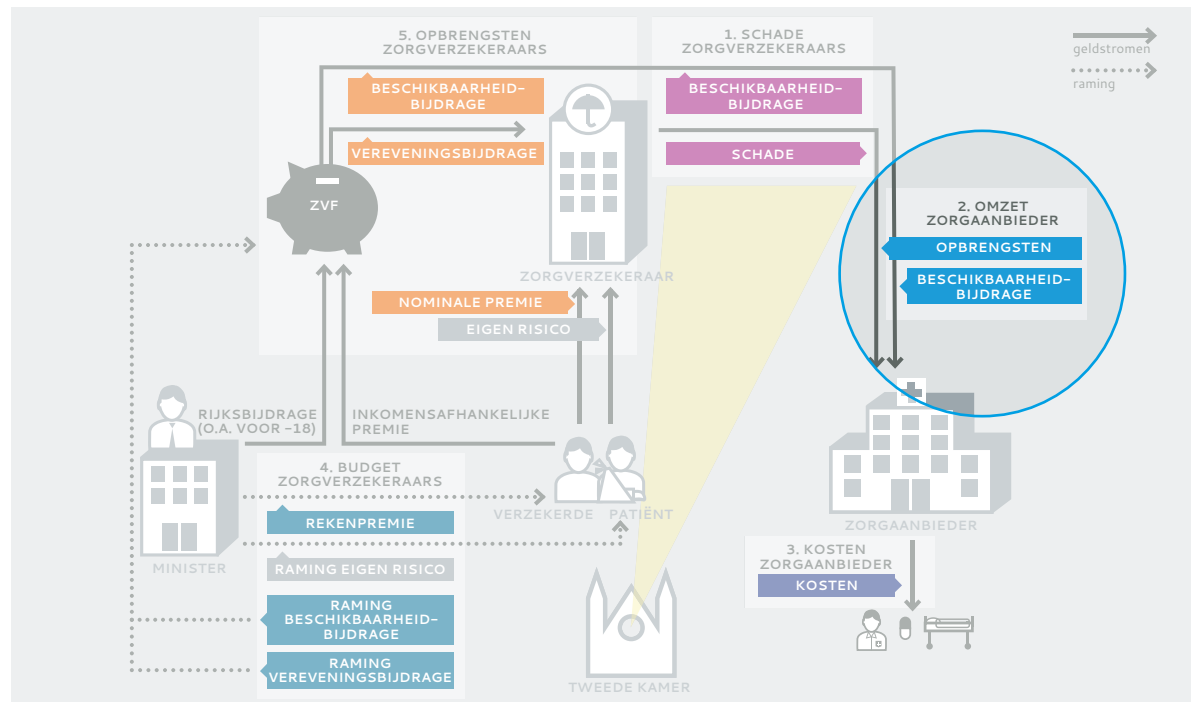 5. OPBRENGSTEN
ZORGVERZEKERAARS
1. SCHADE
ZORGVERZEKERAARS
geldstromen
raming
BESCHIKBAARHEID-
BIJDRAGE
BESCHIKBAARHEID-
BIJDRAGE
VEREVENINGSBIJDRAGE
SCHADE
ZVF
2. OMZET
ZORGAANBIEDER
OPBRENGSTEN
BESCHIKBAARHEID-
BIJDRAGE
ZORGVERZEKERAAR
NOMINALE PREMIE
EIGEN RISICO
RIJKSBIJDRAGE
(O.A. VOOR -18)
INKOMENSAFHANKELIJKE
PREMIE
4. BUDGET
ZORGVERZEKERAARS
REKENPREMIE
VERZEKERDE
PATIËNT
ZORGAANBIEDER
MINISTER
RAMING EIGEN RISICO
3. KOSTEN
ZORGAANBIEDER
KOSTEN
RAMING
BESCHIKBAARHEID-
BIJDRAGE
RAMING
VEREVENINGSBIJDRAGE
TWEEDE KAMER